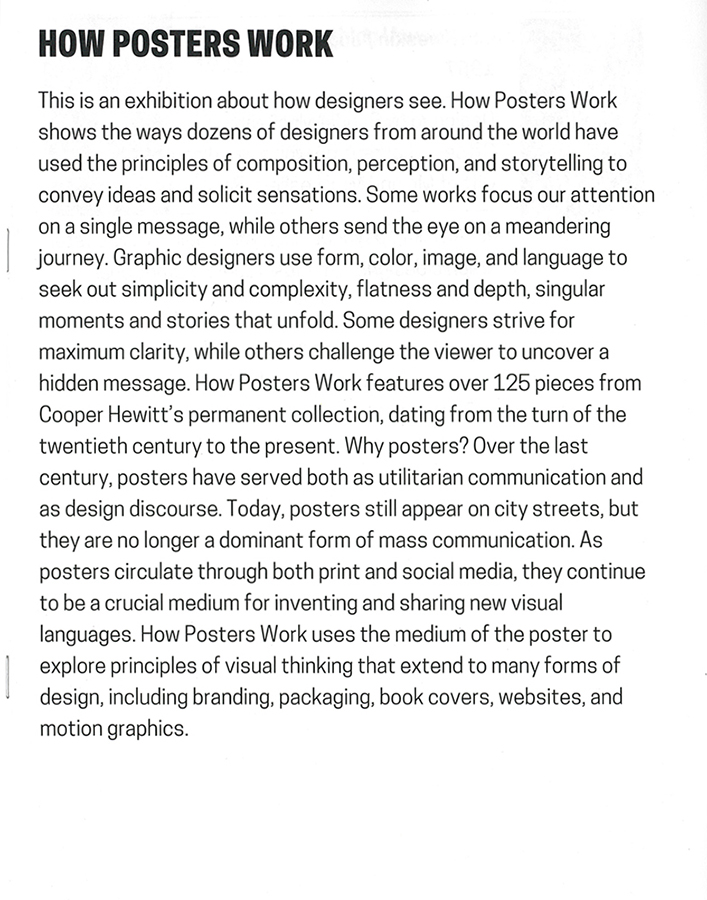 HOW POSTERS WORK
This is an exhibition about how designers see. How Posters Work
shows the ways dozens of designers from around the world have
used the principles of composition, perception, and storytelling to
convey ideas and solicit sensations. Some works focus our attention
on a single message, while others send the eye on a meandering
journey. Graphic designers use form, color, image, and language to
seek out simplicity and complexity, flatness and depth, singular
moments and stories that unfold. Some designers strive for
maximum clarity, while others challenge the viewer to uncover a
hidden message. How Posters Work features over 125 pieces from
Cooper Hewitt's permanent collection, dating from the turn of the
twentieth century to the present. Why posters? Over the last
century, posters have served both as utilitarian communication and
as design discourse. Today, posters still appear on city streets, but
they are no longer a dominant form of mass communication. As
posters circulate through both print and social media, they continue
to be a crucial medium for inventing and sharing new visual
languages. How Posters Work uses the medium of the poster to
explore principles of visual thinking that extend to many forms of
design, including branding, packaging, book covers, websites, and
motion graphics.